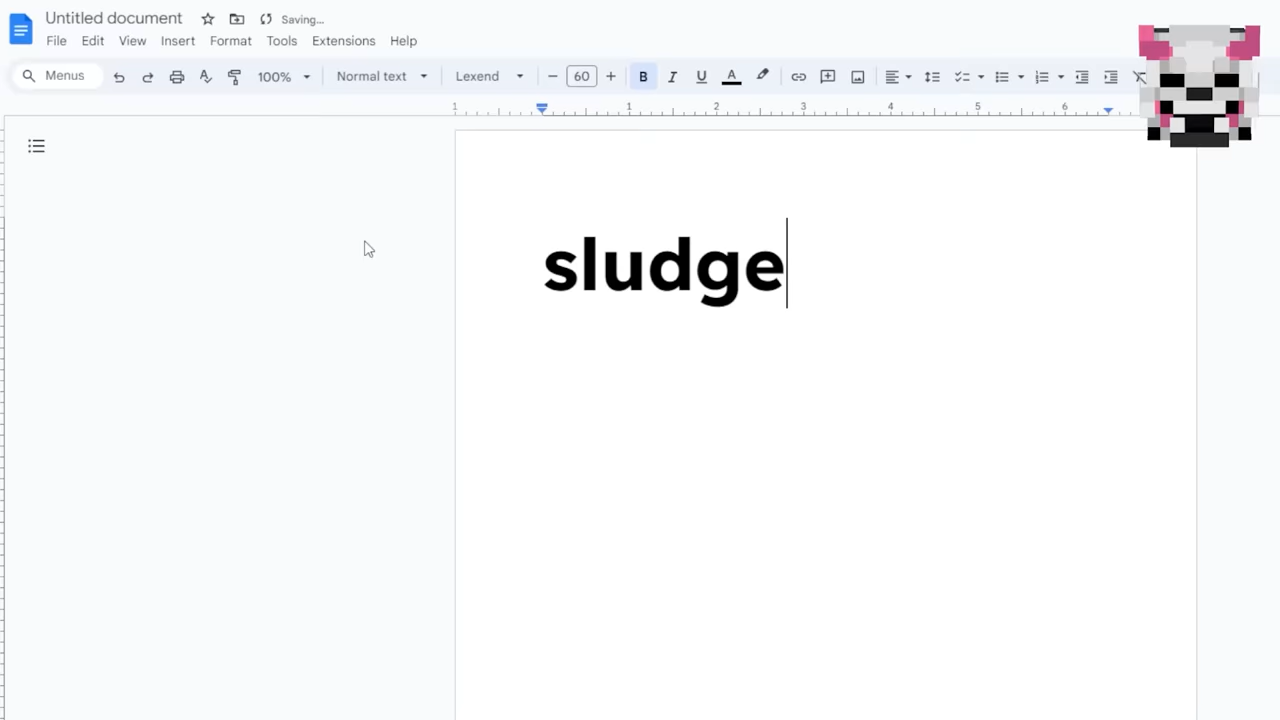 Untitled document Saving...
File Edit View Insert Format Tools Extensions Help
Menus 100% Normal text Lexend 60 B I U A
1 1 2 3 4 5 6
sludge